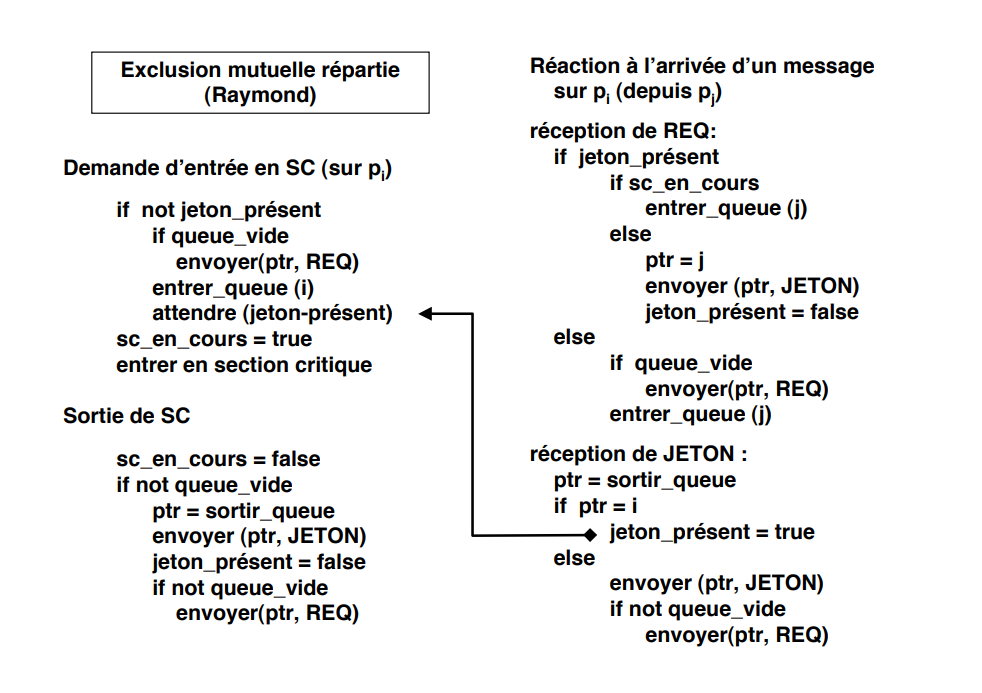 Exclusion mutuelle répartie
(Raymond)
Demande d’entrée en SC (sur pi)
if not jeton_présent
if queue_vide
envoyer(ptr, REQ)
entrer_queue (i)
attendre (jeton-présent)
sc_en_cours = true
entrer en section critique
Sortie de SC
sc_en_cours = false
if not queue_vide
ptr = sortir_queue
envoyer (ptr, JETON)
jeton_présent = false
if not queue_vide
envoyer(ptr, REQ)
Réaction à l’arrivée d’un message
sur pi (depuis pj)
réception de REQ:
if jeton_présent
if sc_en_cours
entrer_queue (j)
else
ptr = j
envoyer (ptr, JETON)
jeton_présent = false
else
if queue_vide
envoyer(ptr, REQ)
entrer_queue (j)
réception de JETON :
ptr = sortir_queue
if ptr = i
jeton_présent = true
else
envoyer (ptr, JETON)
if not queue_vide
envoyer(ptr, REQ)